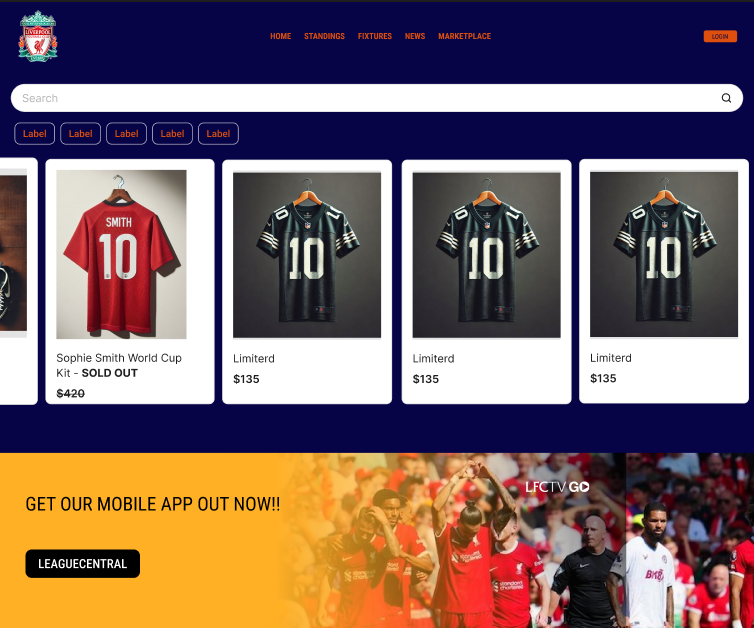 LIVERPOOL
HOME STANDINGS FIXTURES NEWS MARKETPLACE
LOGIN
Search
Label Label Label Label Label
SMITH
10
10
10
10
Sophie Smith World Cup
Kit - SOLD OUT
$420
Limiterd
$135
Limiterd
$135
Limiterd
$135
GET OUR MOBILE APP OUT NOW!!
LEAGUECENTRAL
LFCTV GO